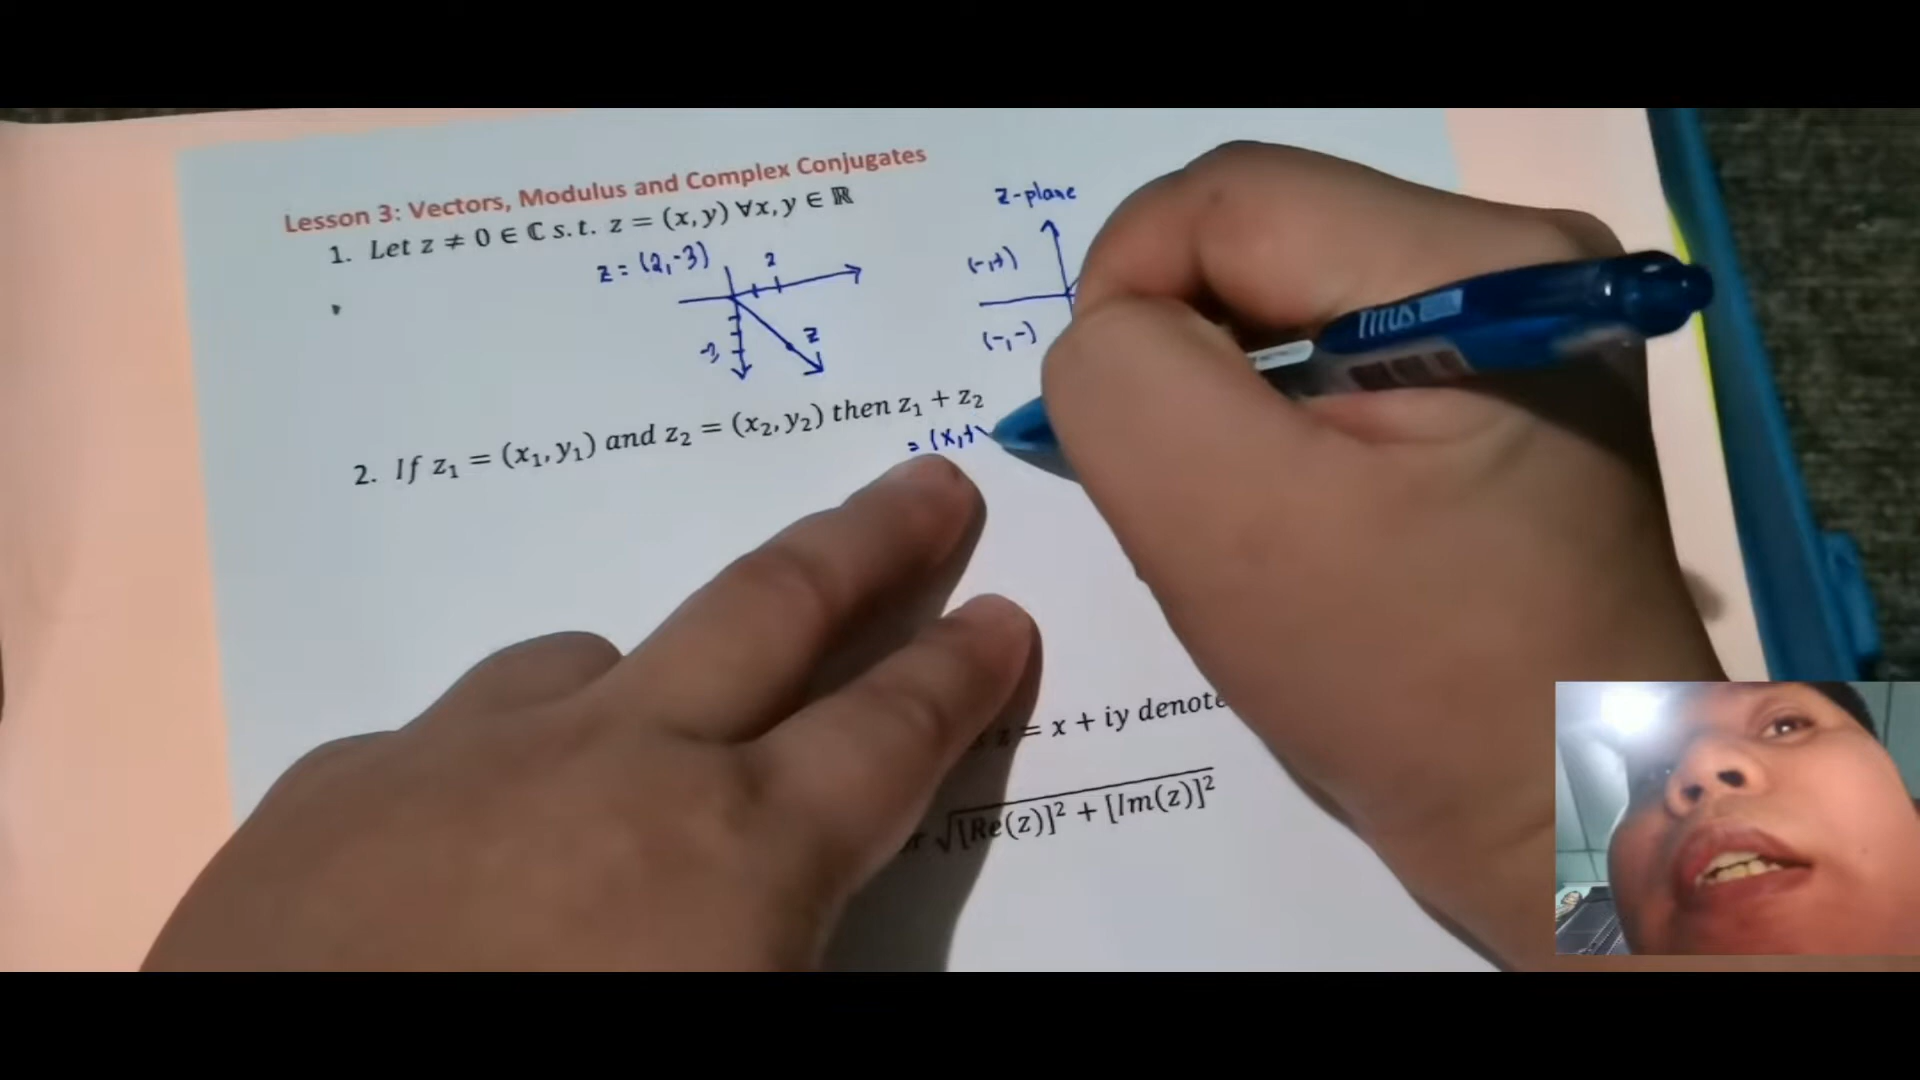 Lesson 3: Vectors, Modulus and Complex Conjugates
1. Let z ≠ 0 ∈ ℂ s.t. z = (x, y) ∀x, y ∈ ℝ
z = (2,-3)
2
-3
z
z-plane
(-,+)
(-,-)
2. If z₁ = (x₁, y₁) and z₂ = (x₂, y₂) then z₁ + z₂
= (x₁+
z = x + iy denote
√[Re(z)]² + [Im(z)]²